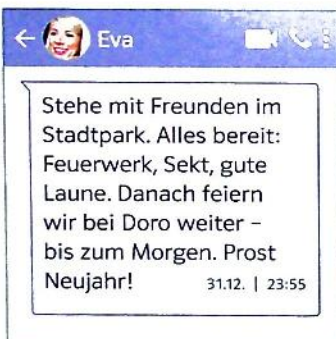 Eva
Stehe mit Freunden im
Stadtpark. Alles bereit:
Feuerwerk, Sekt, gute
Laune. Danach feiern
wir bei Doro weiter –
bis zum Morgen. Prost
Neujahr! 31.12. | 23:55